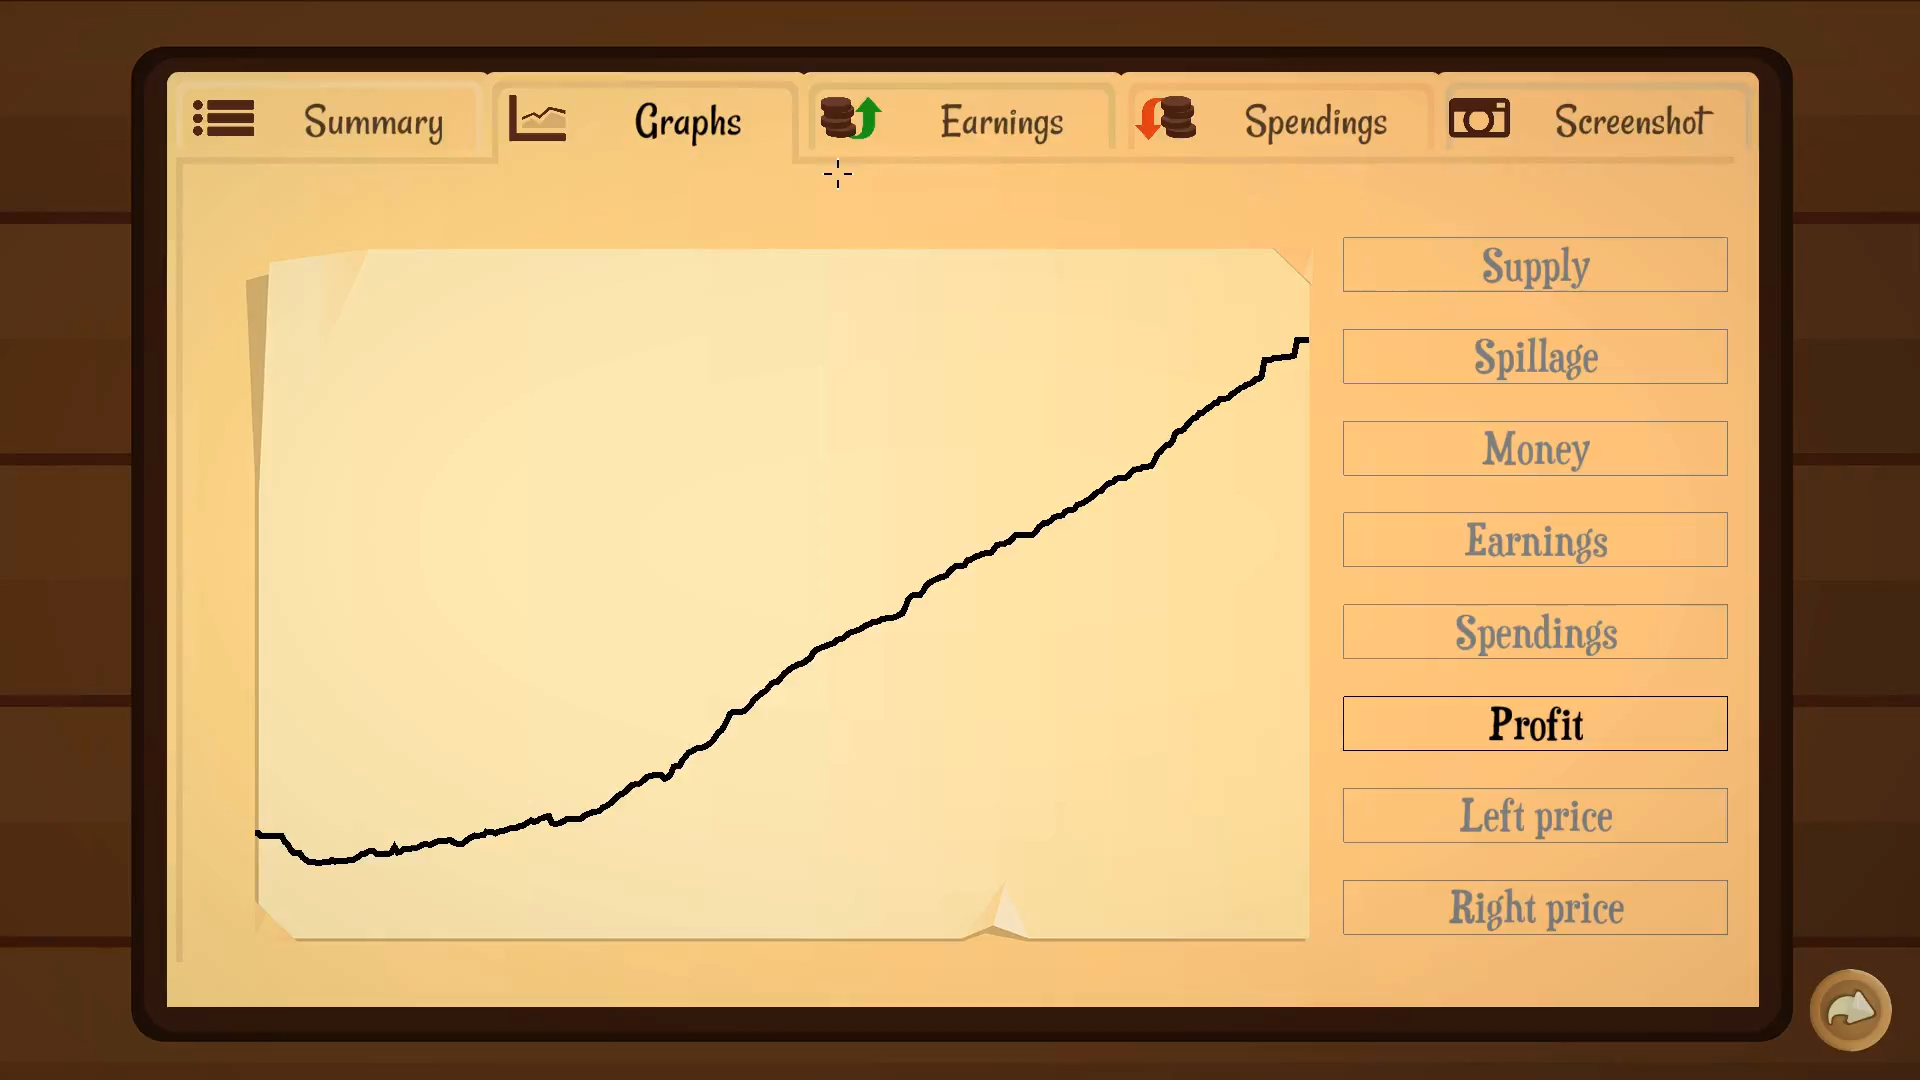 Summary
Graphs
Earnings
Spendings
Screenshot
Supply
Spillage
Money
Earnings
Spendings
Profit
Left price
Right price